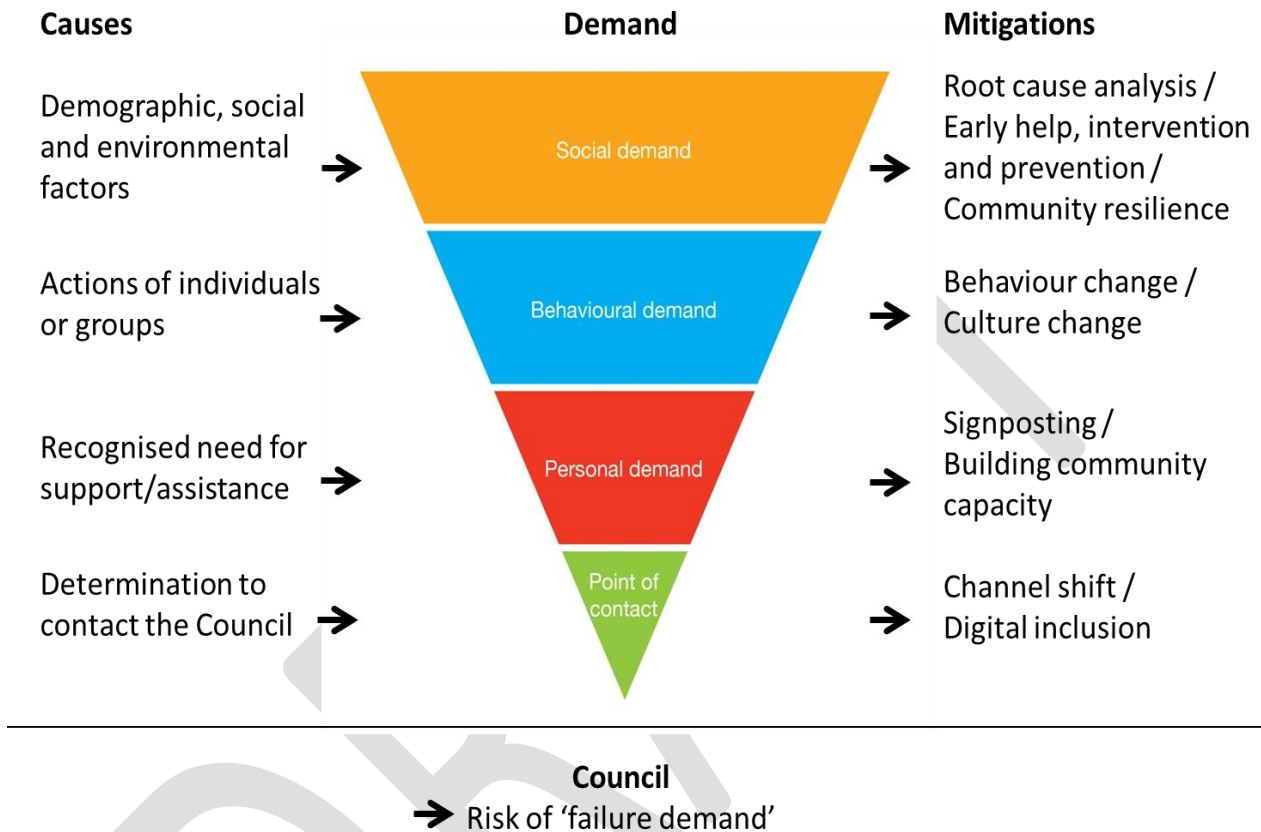 Causes
Demand
Mitigations
Demographic, social
and environmental
factors
Social demand
Root cause analysis /
Early help, intervention
and prevention /
Community resilience
Actions of individuals
or groups
Behavioural demand
Behaviour change /
Culture change
Recognised need for
support/assistance
Personal demand
Signposting /
Building community
capacity
Determination to
contact the Council
Point of
contact
Channel shift /
Digital inclusion
Council
Risk of ‘failure demand’